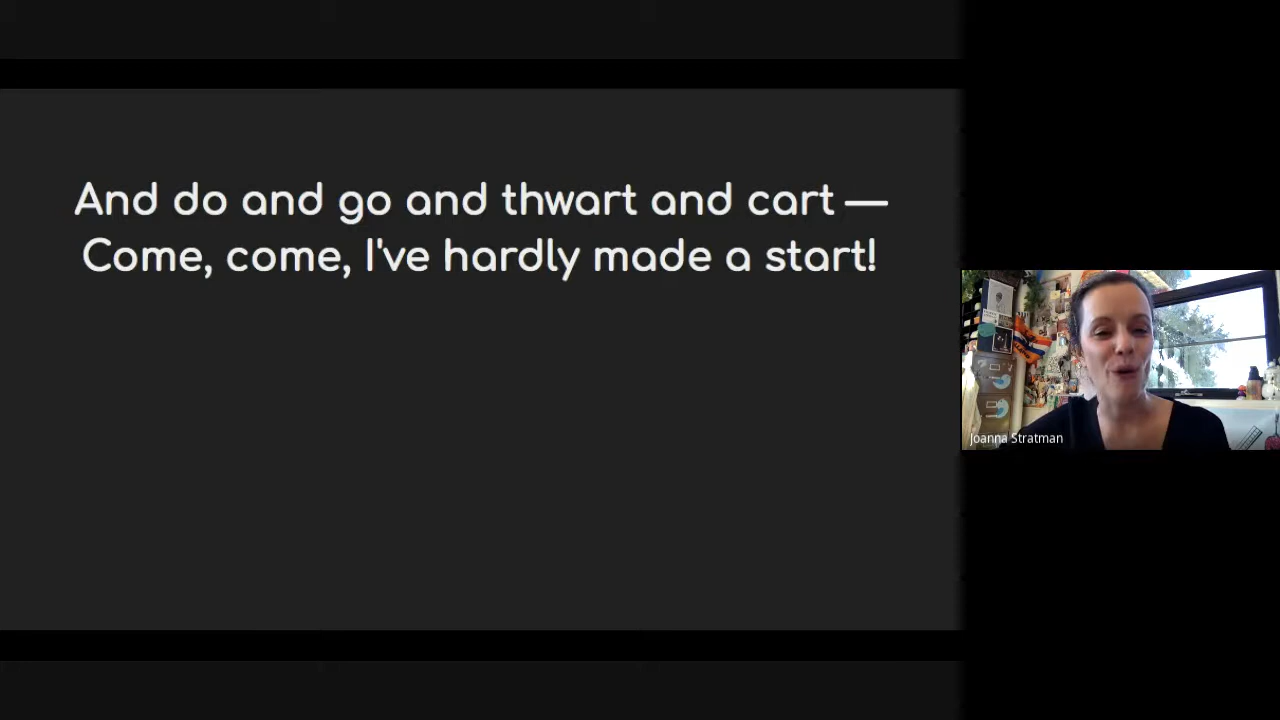 And do and go and thwart and cart —
Come, come, I've hardly made a start!
Joanna Stratman